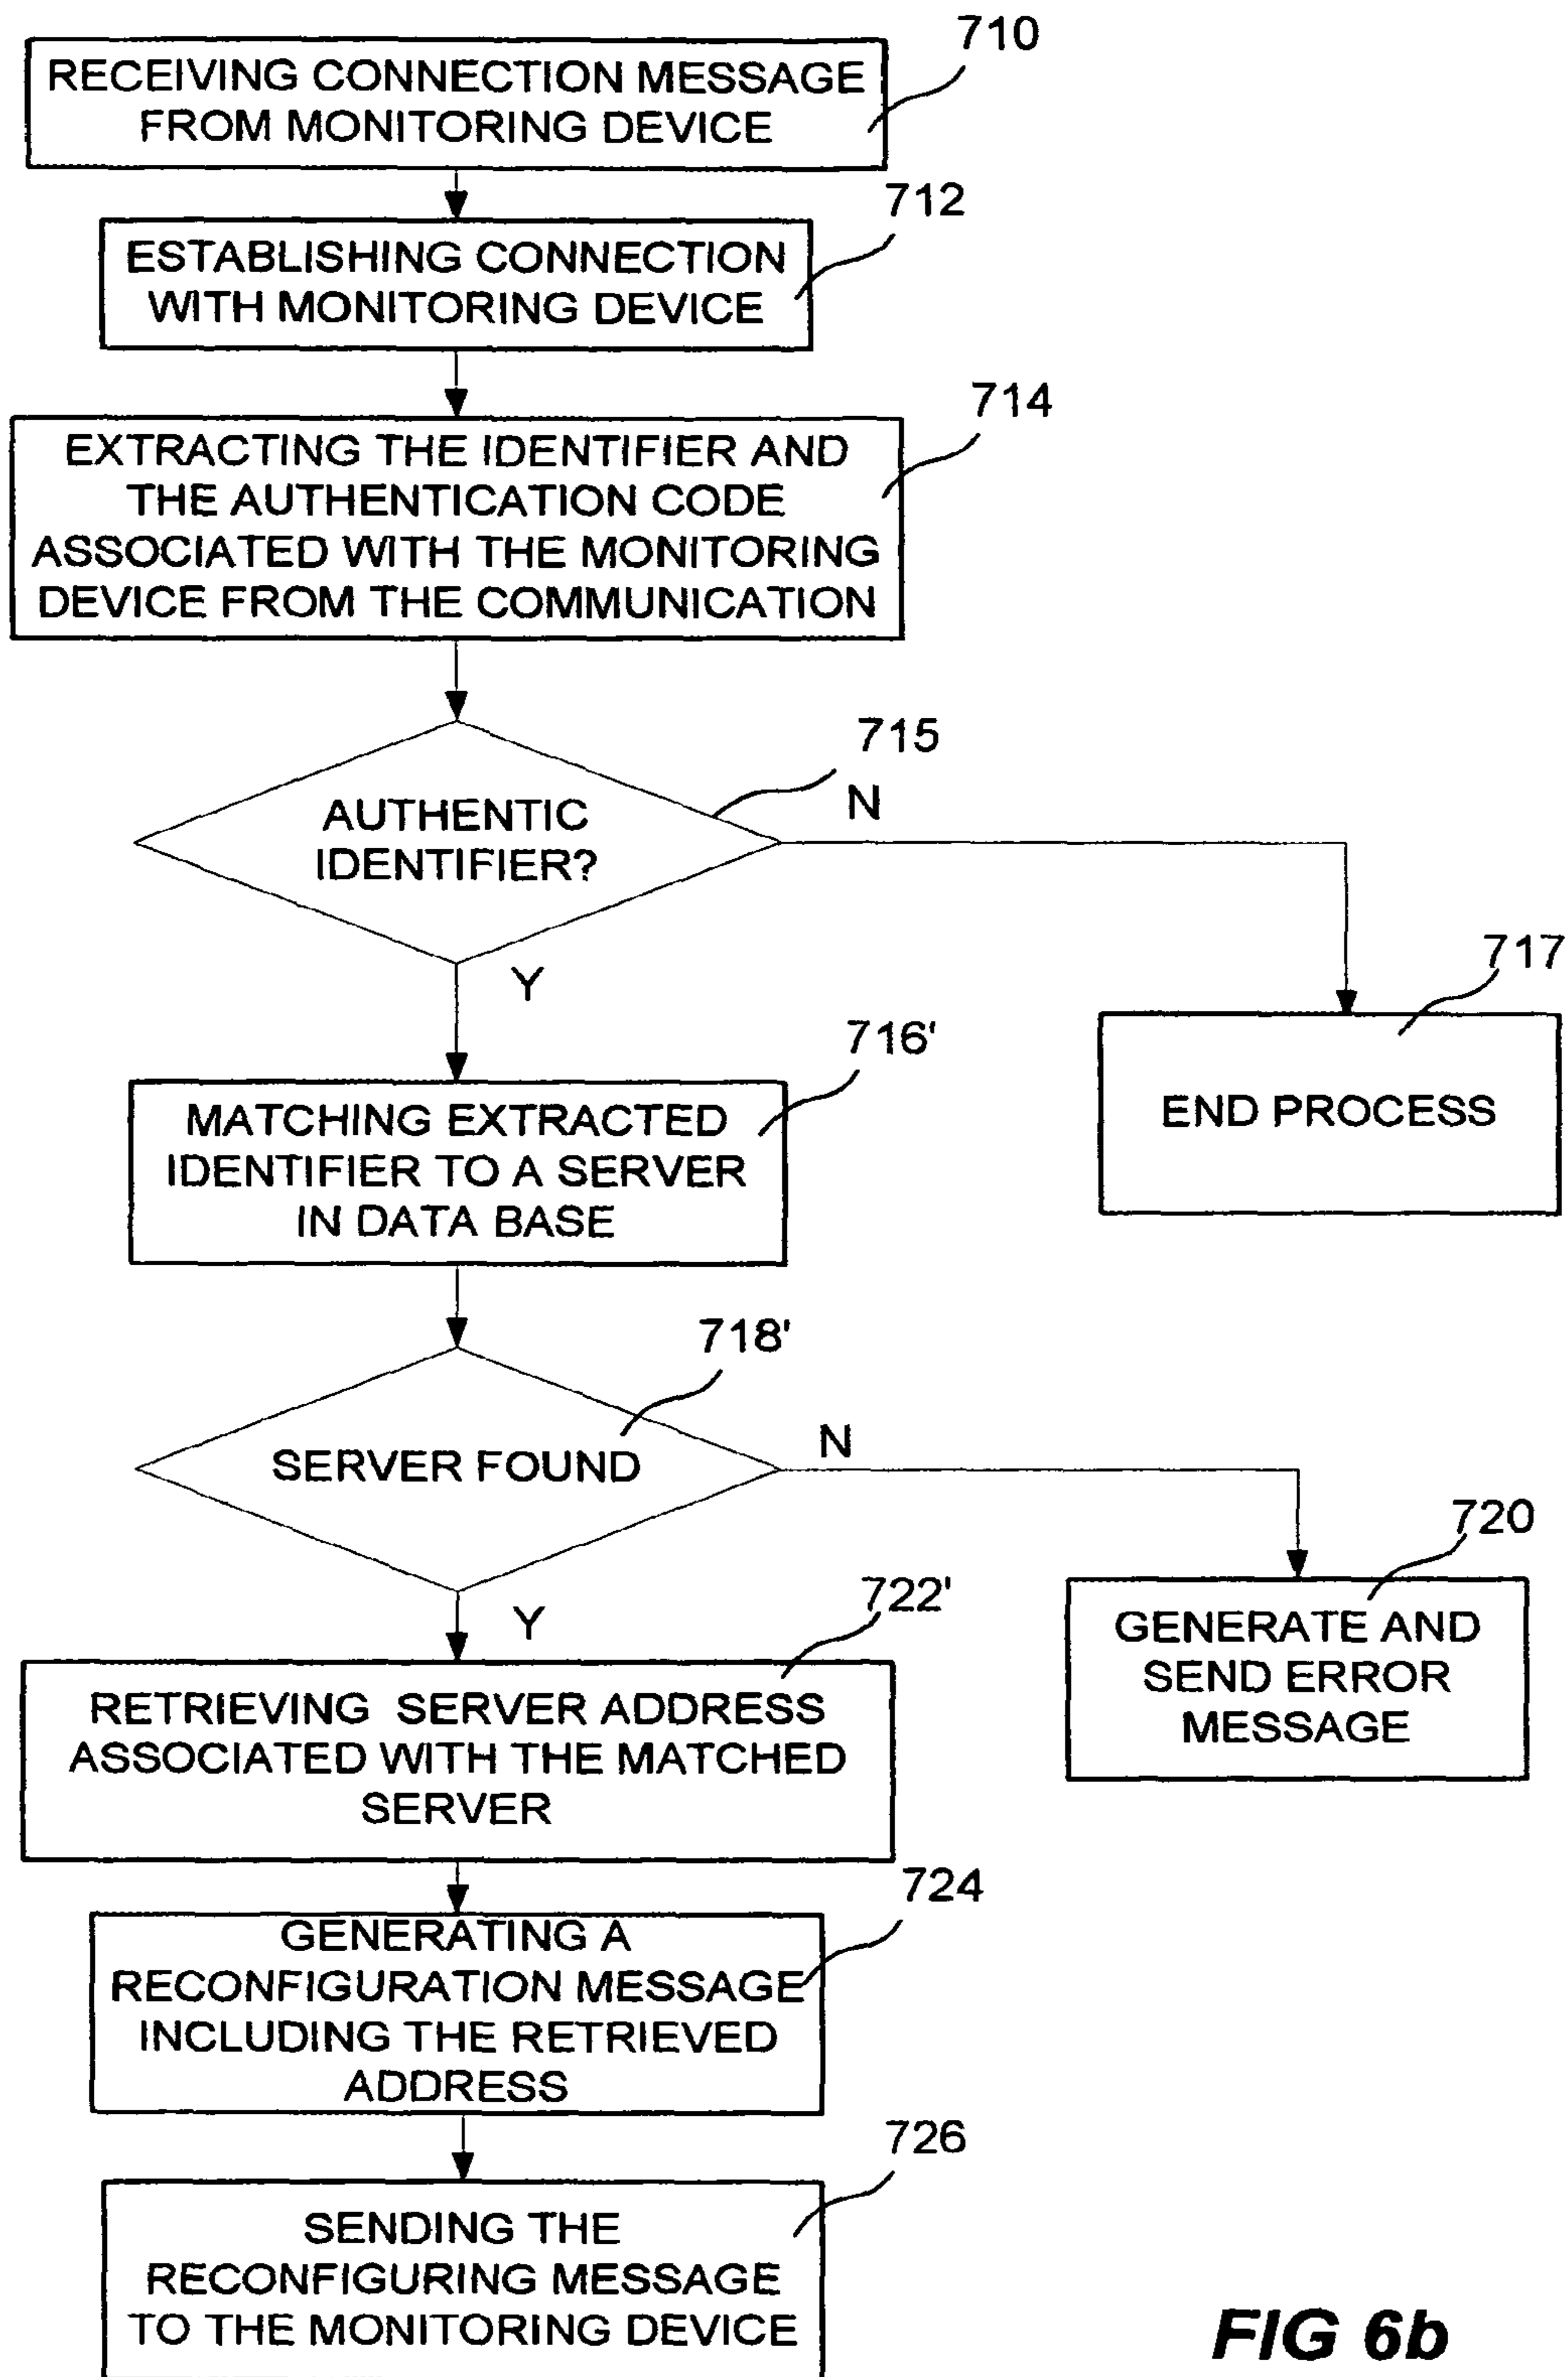 710
RECEIVING CONNECTION MESSAGE
FROM MONITORING DEVICE
712
ESTABLISHING CONNECTION
WITH MONITORING DEVICE
714
EXTRACTING THE IDENTIFIER AND
THE AUTHENTICATION CODE
ASSOCIATED WITH THE MONITORING
DEVICE FROM THE COMMUNICATION
715
AUTHENTIC
IDENTIFIER?
N
Y
717
END PROCESS
716'
MATCHING EXTRACTED
IDENTIFIER TO A SERVER
IN DATA BASE
718'
SERVER FOUND
N
Y
720
GENERATE AND
SEND ERROR
MESSAGE
722'
RETRIEVING SERVER ADDRESS
ASSOCIATED WITH THE MATCHED
SERVER
724
GENERATING A
RECONFIGURATION MESSAGE
INCLUDING THE RETRIEVED
ADDRESS
726
SENDING THE
RECONFIGURING MESSAGE
TO THE MONITORING DEVICE
FIG 6b